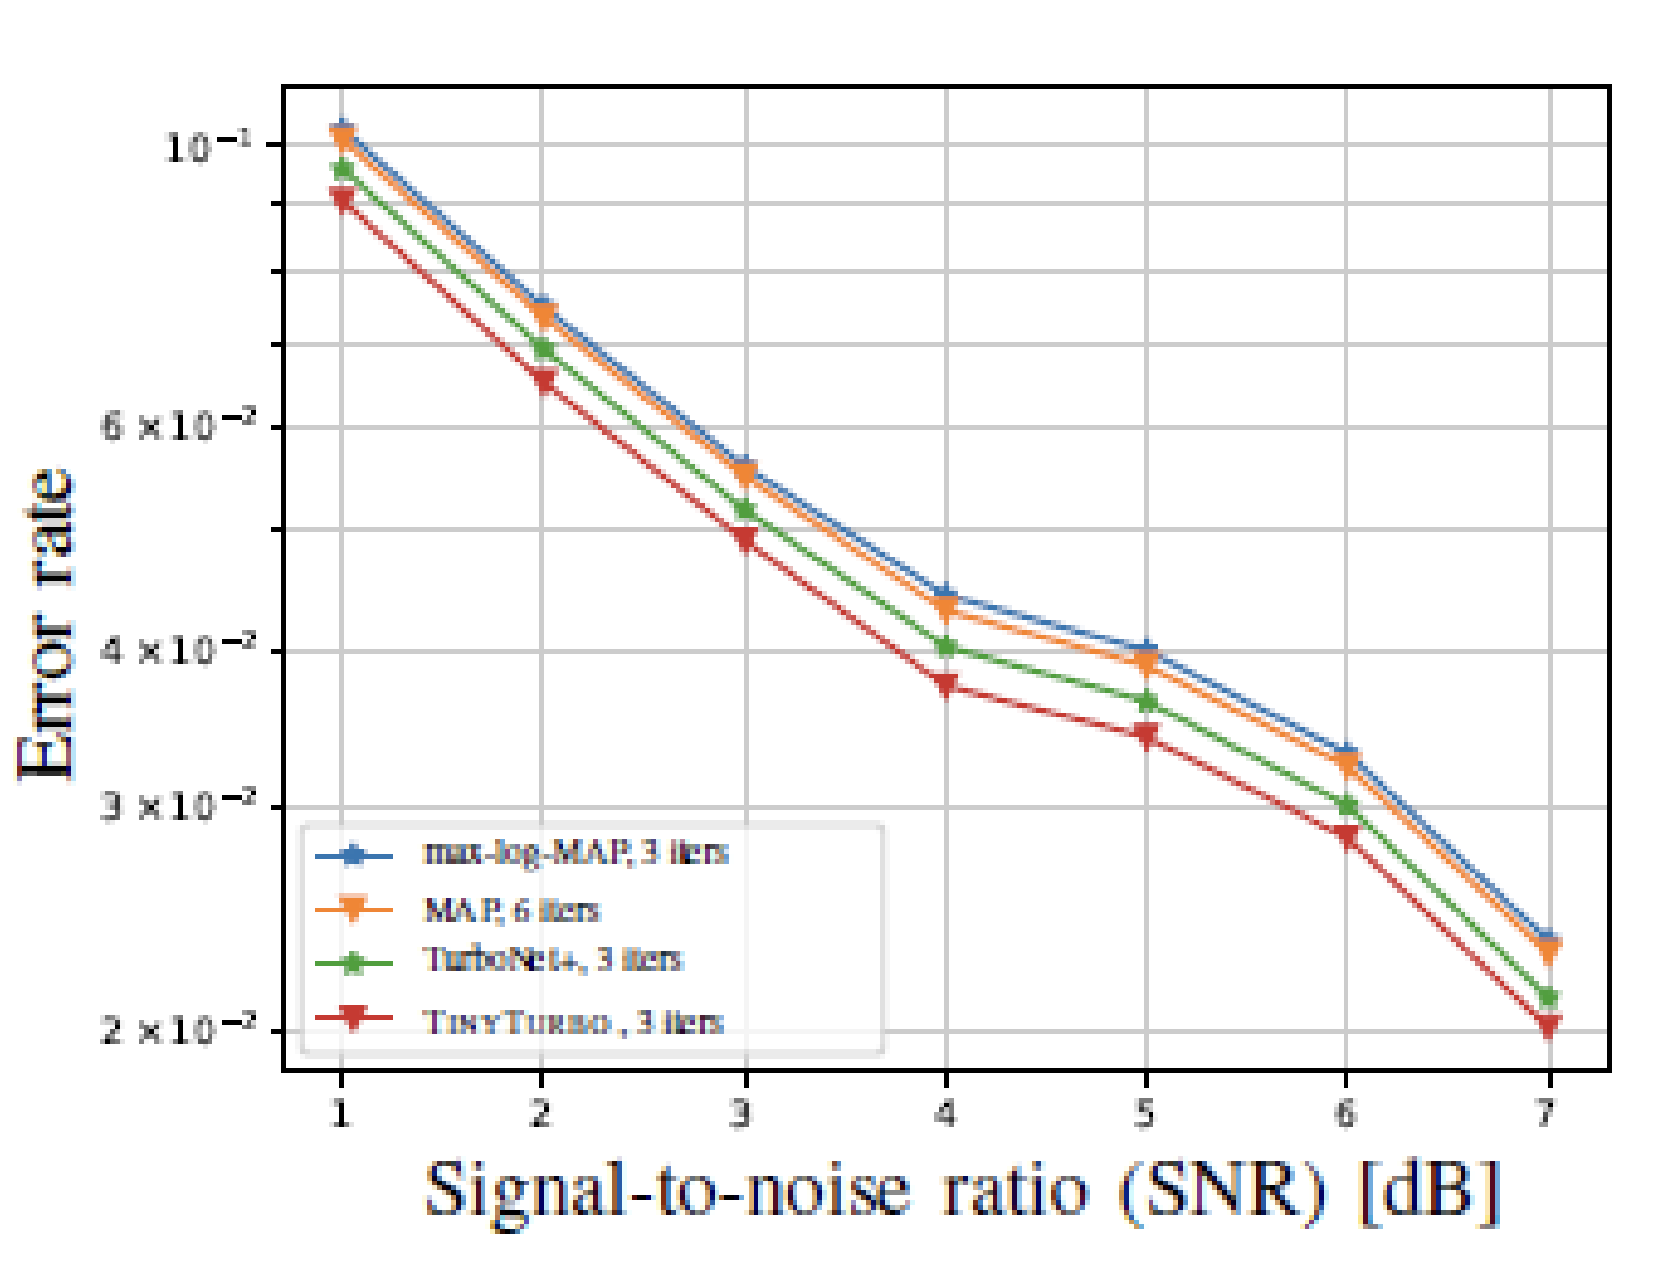 10⁻¹
6 ×10⁻²
4 ×10⁻²
3 ×10⁻²
2 ×10⁻²
Error rate
max-log-MAP, 3 iters
MAP, 6 iters
TurboNet+, 3 iters
TINYTURBO , 3 iters
1 2 3 4 5 6 7
Signal-to-noise ratio (SNR) [dB]